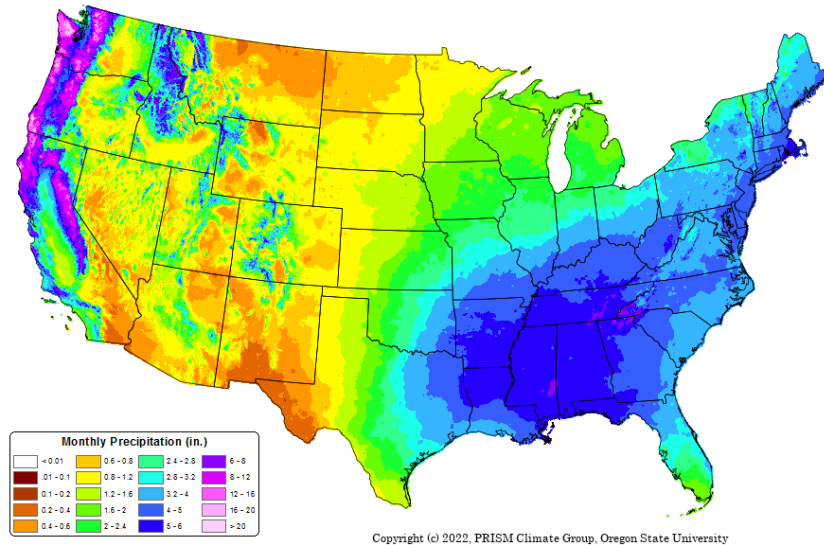 Monthly Precipitation (in.)
< 0.01 0.6 - 0.8 2.4 - 2.8 6 - 8
.01 - 0.1 0.8 - 1.2 2.8 - 3.2 8 - 12
0.1 - 0.2 1.2 - 1.6 3.2 - 4 12 - 16
0.2 - 0.4 1.6 - 2 4 - 5 16 - 20
0.4 - 0.6 2 - 2.4 5 - 6 > 20
Copyright (c) 2022, PRISM Climate Group, Oregon State University